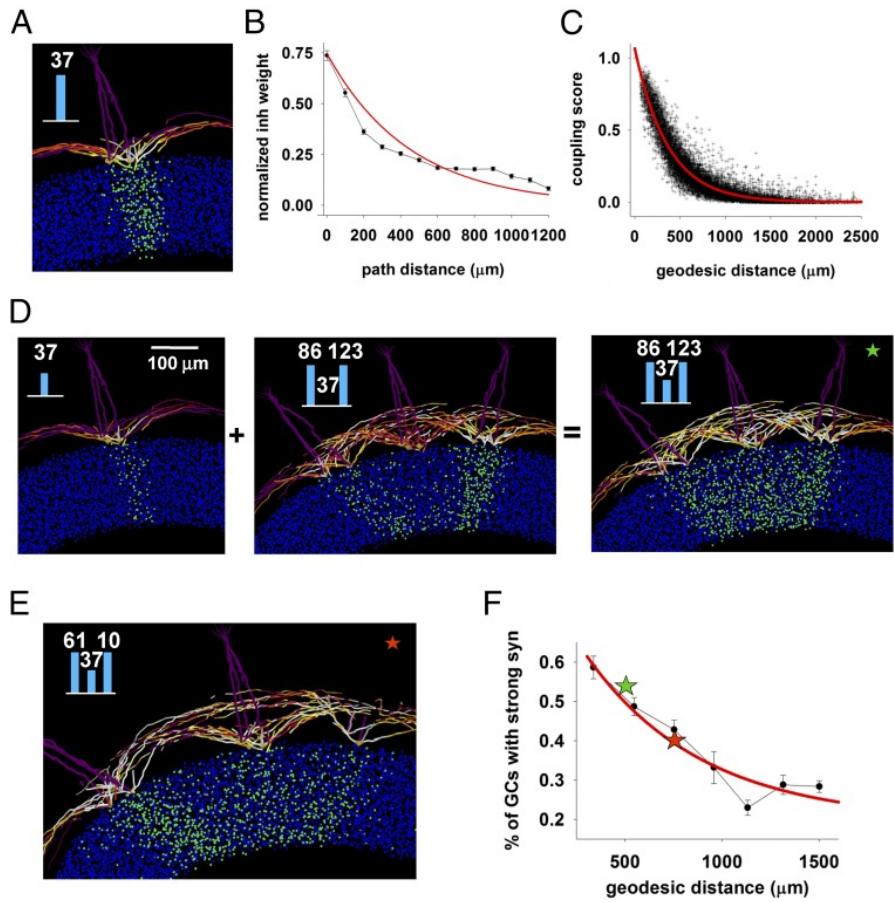 A
37
B
normalized inh weight
0.75
0.50
0.25
0.00
0 200 400 600 800 1000 1200
path distance (μm)
C
coupling score
1.0
0.5
0.0
0 500 1000 1500 2000 2500
geodesic distance (μm)
D
37
100 μm
+
86 123
37
=
86 123
37
E
61 10
37
F
% of GCs with strong syn
0.6
0.5
0.4
0.3
0.2
500 1000 1500
geodesic distance (μm)